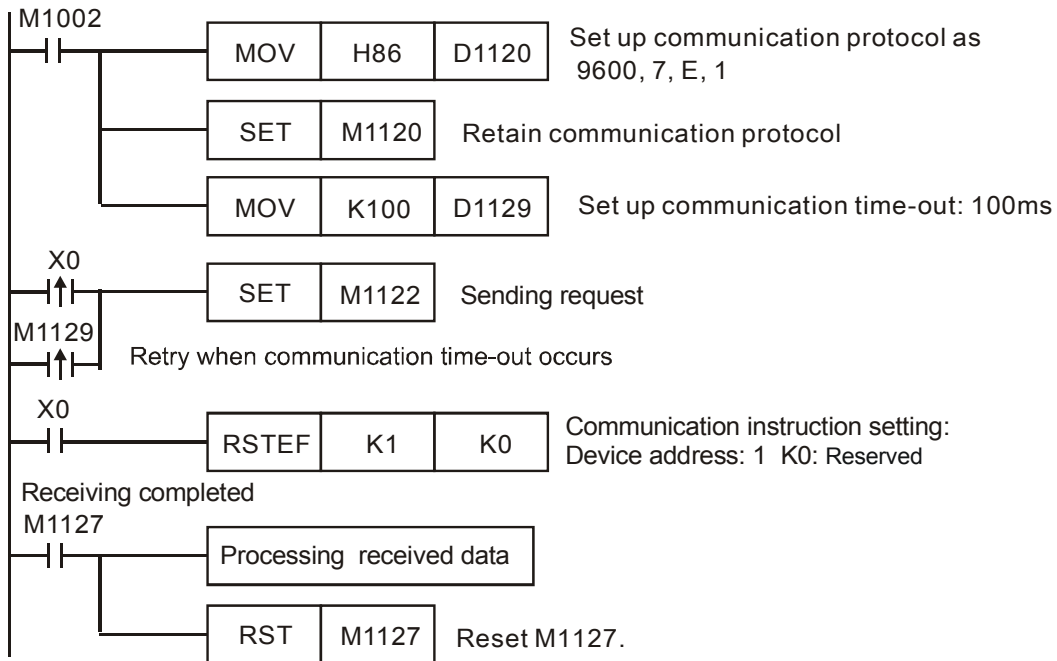 M1002
MOV H86 D1120 Set up communication protocol as
9600, 7, E, 1
SET M1120 Retain communication protocol
MOV K100 D1129 Set up communication time-out: 100ms
X0
SET M1122 Sending request
M1129
Retry when communication time-out occurs
X0
RSTEF K1 K0 Communication instruction setting:
Device address: 1 K0: Reserved
Receiving completed
M1127
Processing received data
RST M1127 Reset M1127.